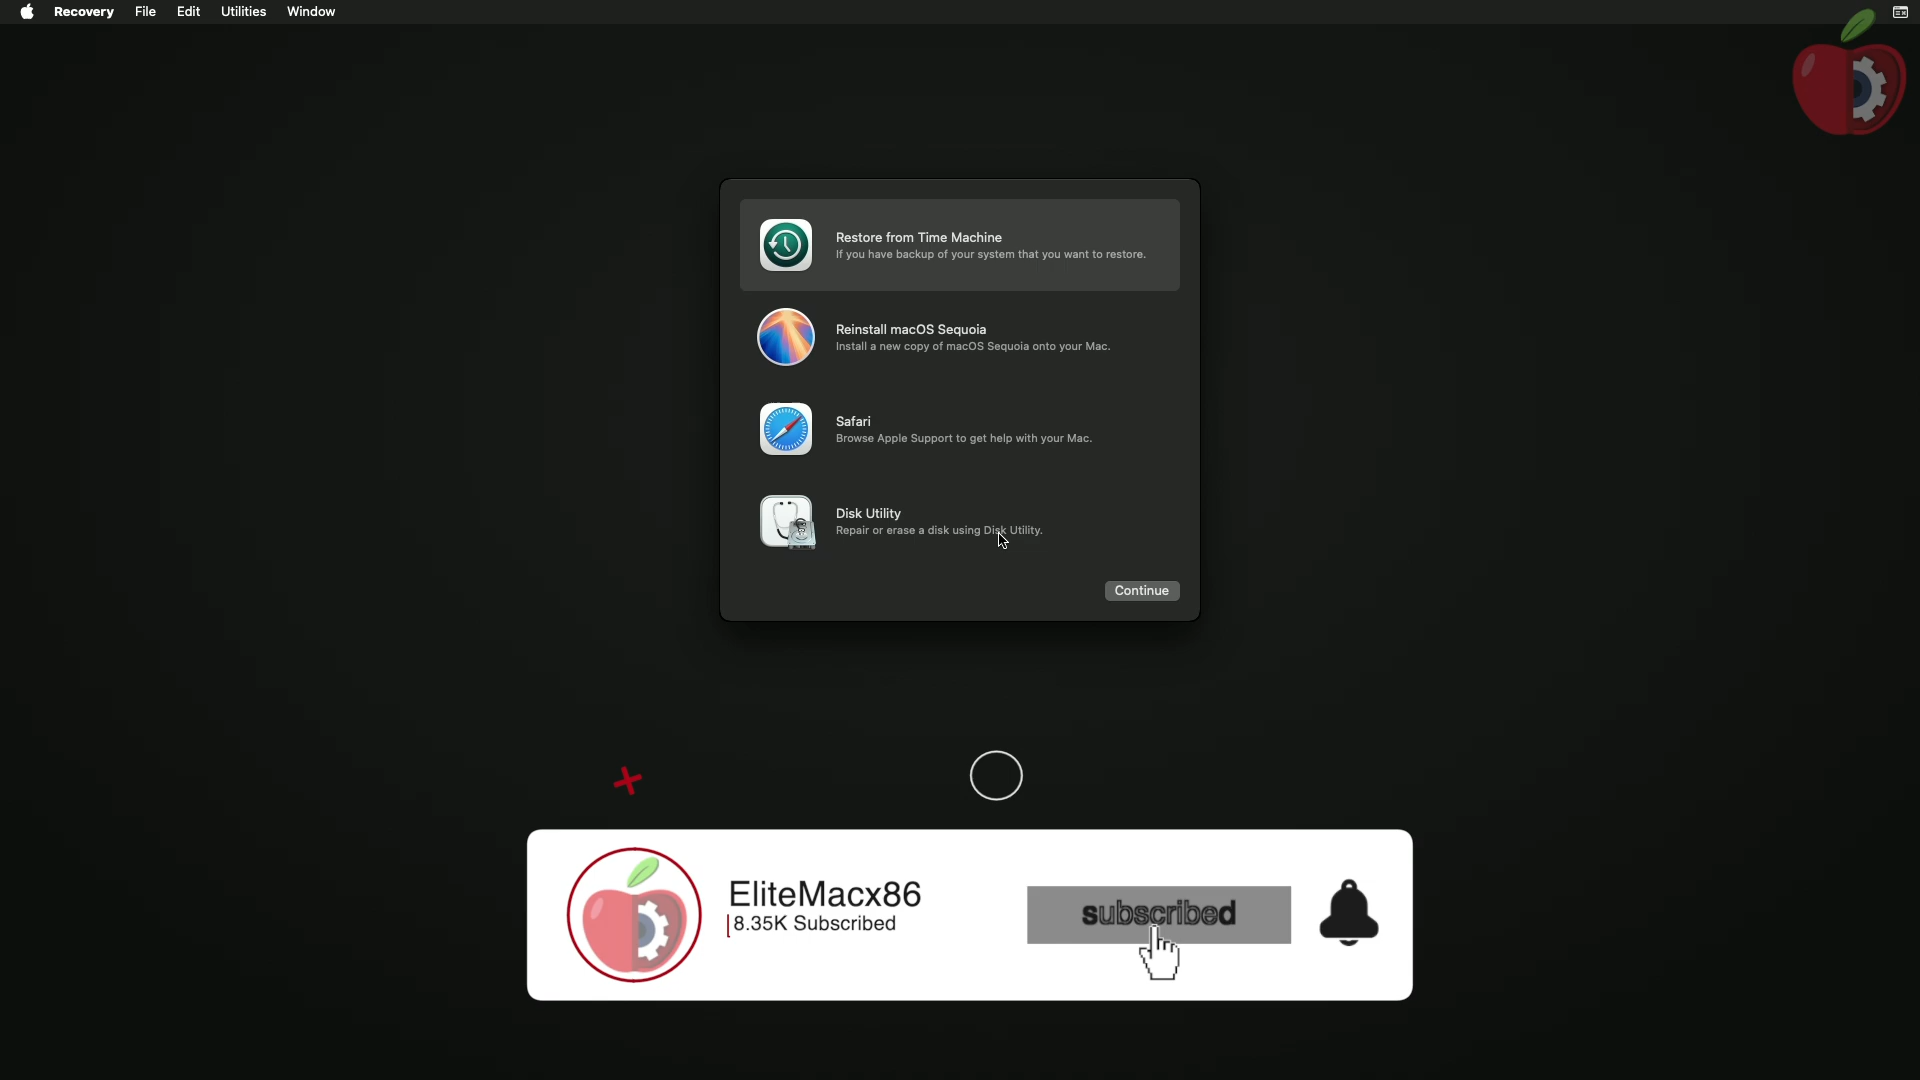 Recovery File Edit Utilities Window
Restore from Time Machine
If you have backup of your system that you want to restore.
Reinstall macOS Sequoia
Install a new copy of macOS Sequoia onto your Mac.
Safari
Browse Apple Support to get help with your Mac.
Disk Utility
Repair or erase a disk using Disk Utility.
Continue
EliteMacx86
8.35K Subscribed
subscribed